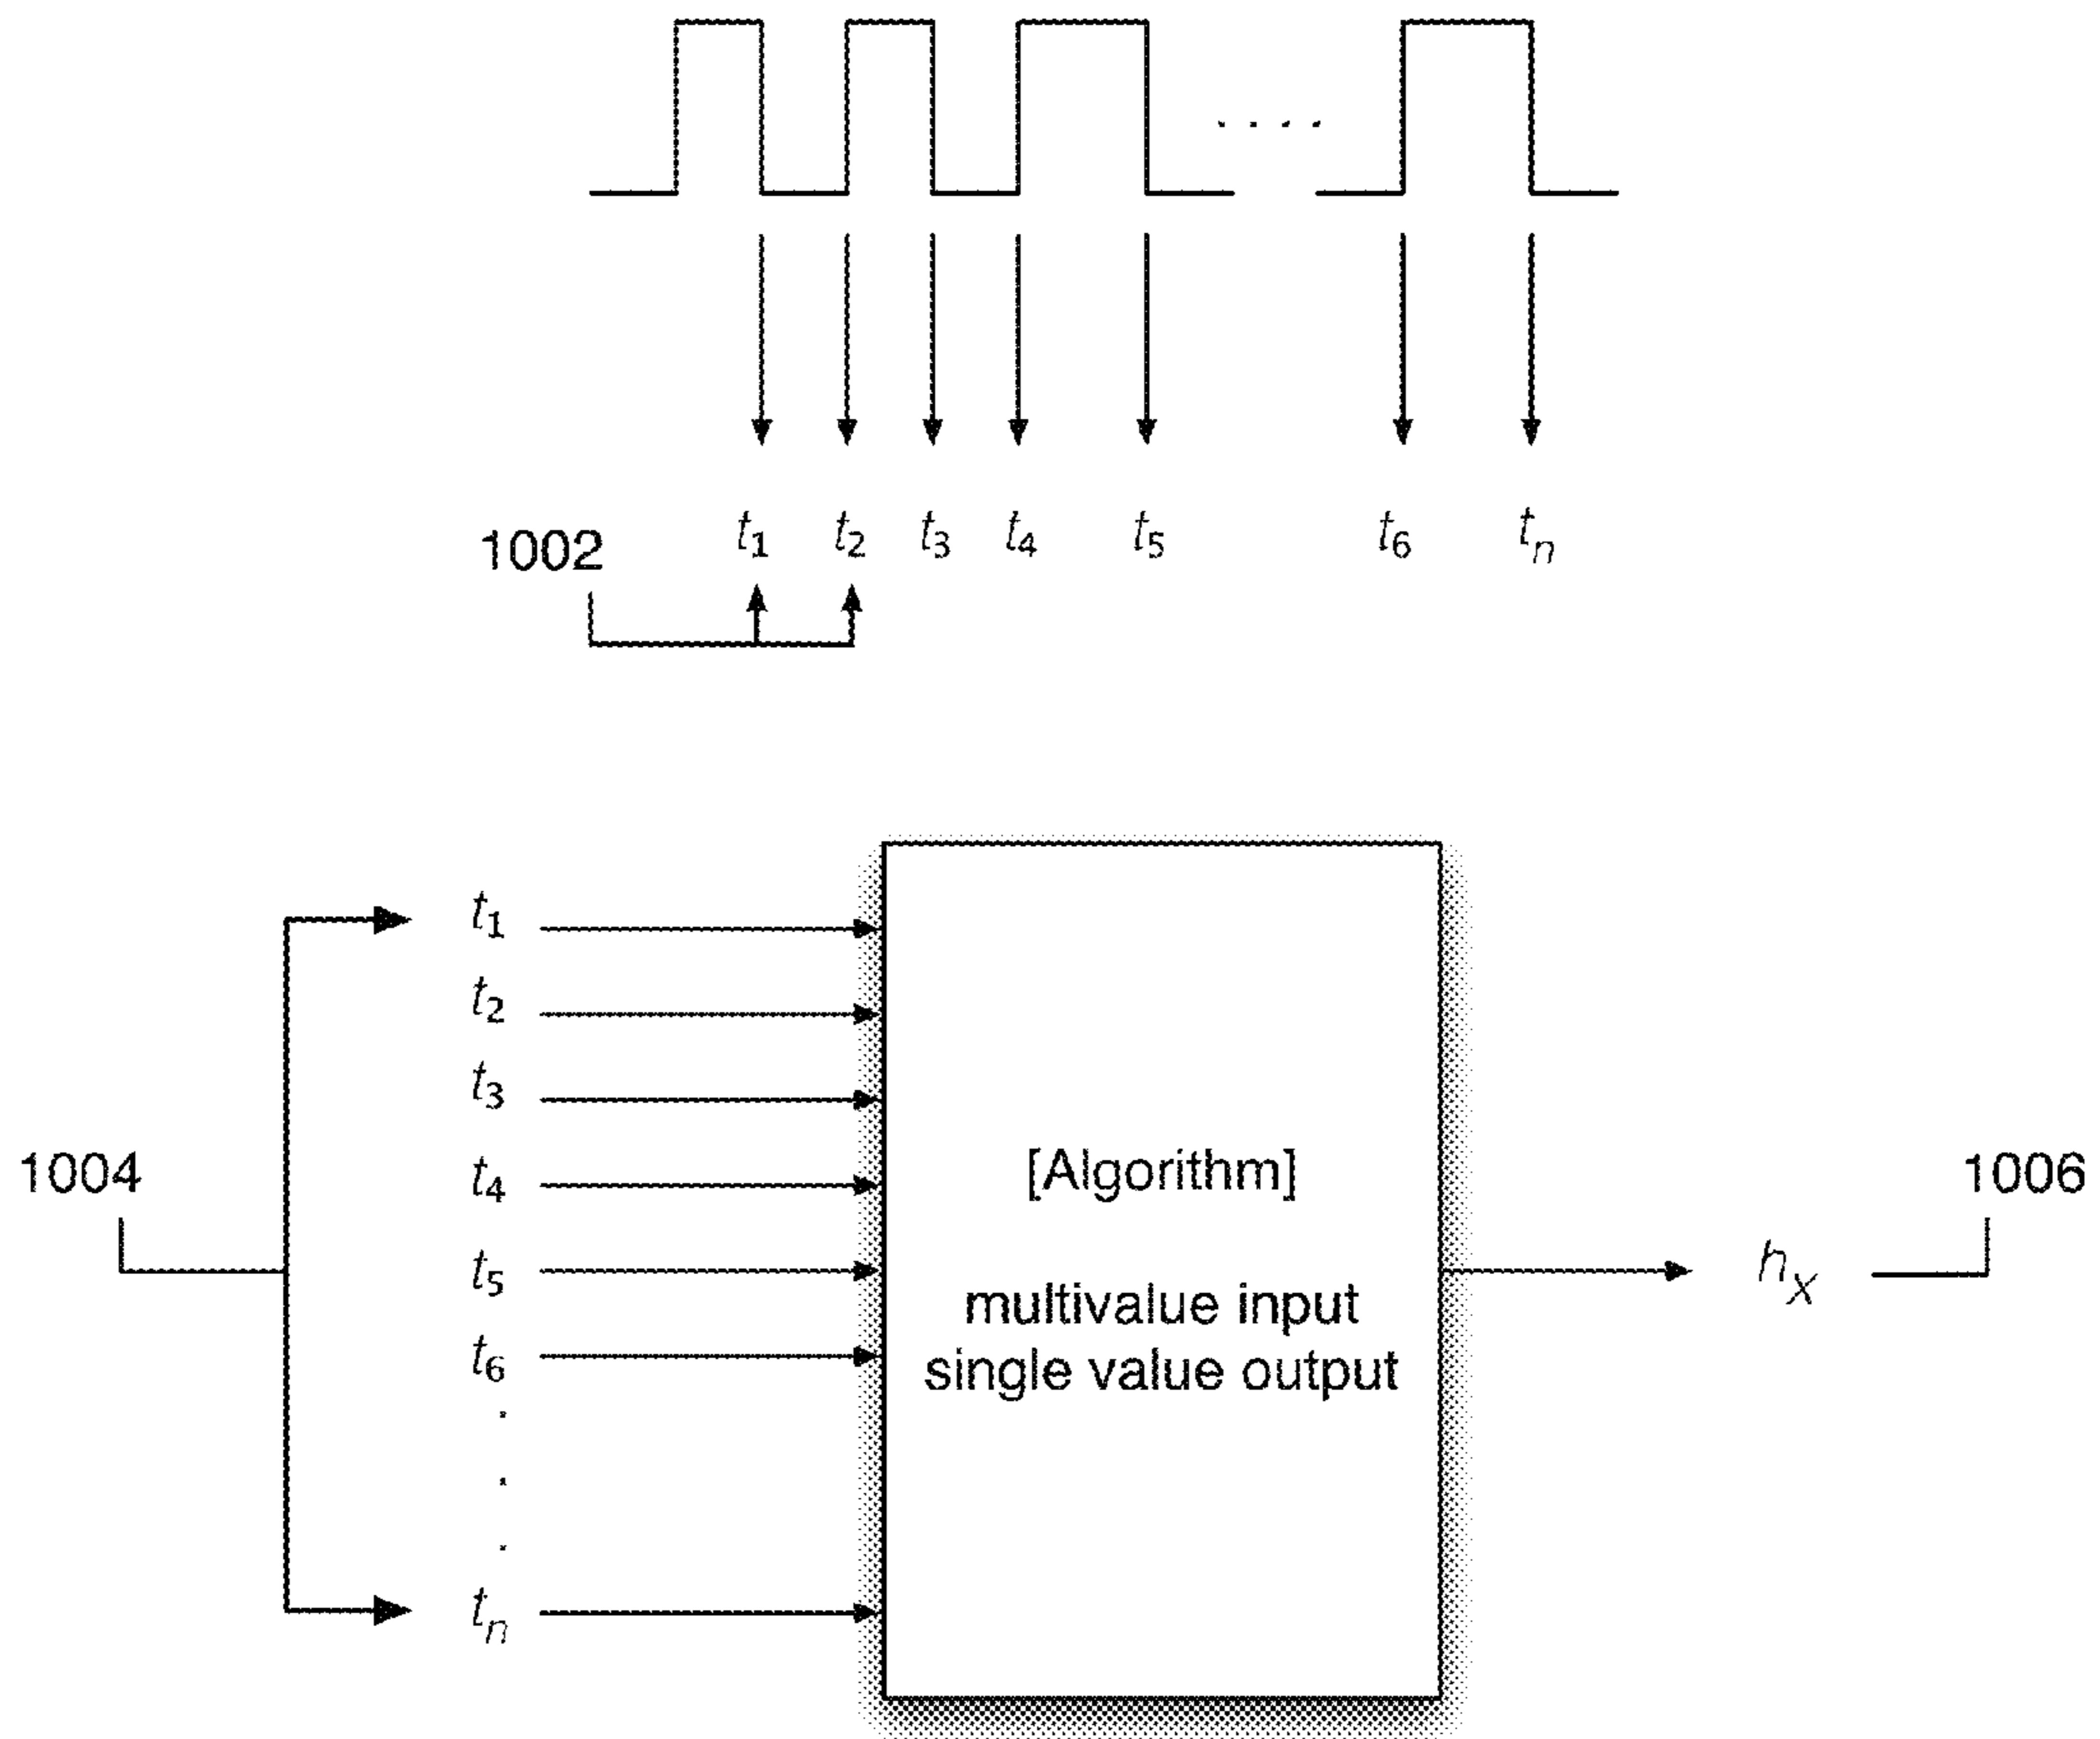 . . . .
1002 t1 t2 t3 t4 t5 t6 tn
t1
t2
t3
1004 t4 [Algorithm] 1006
t5 multivalue input hx
t6 single value output
.
.
.
tn